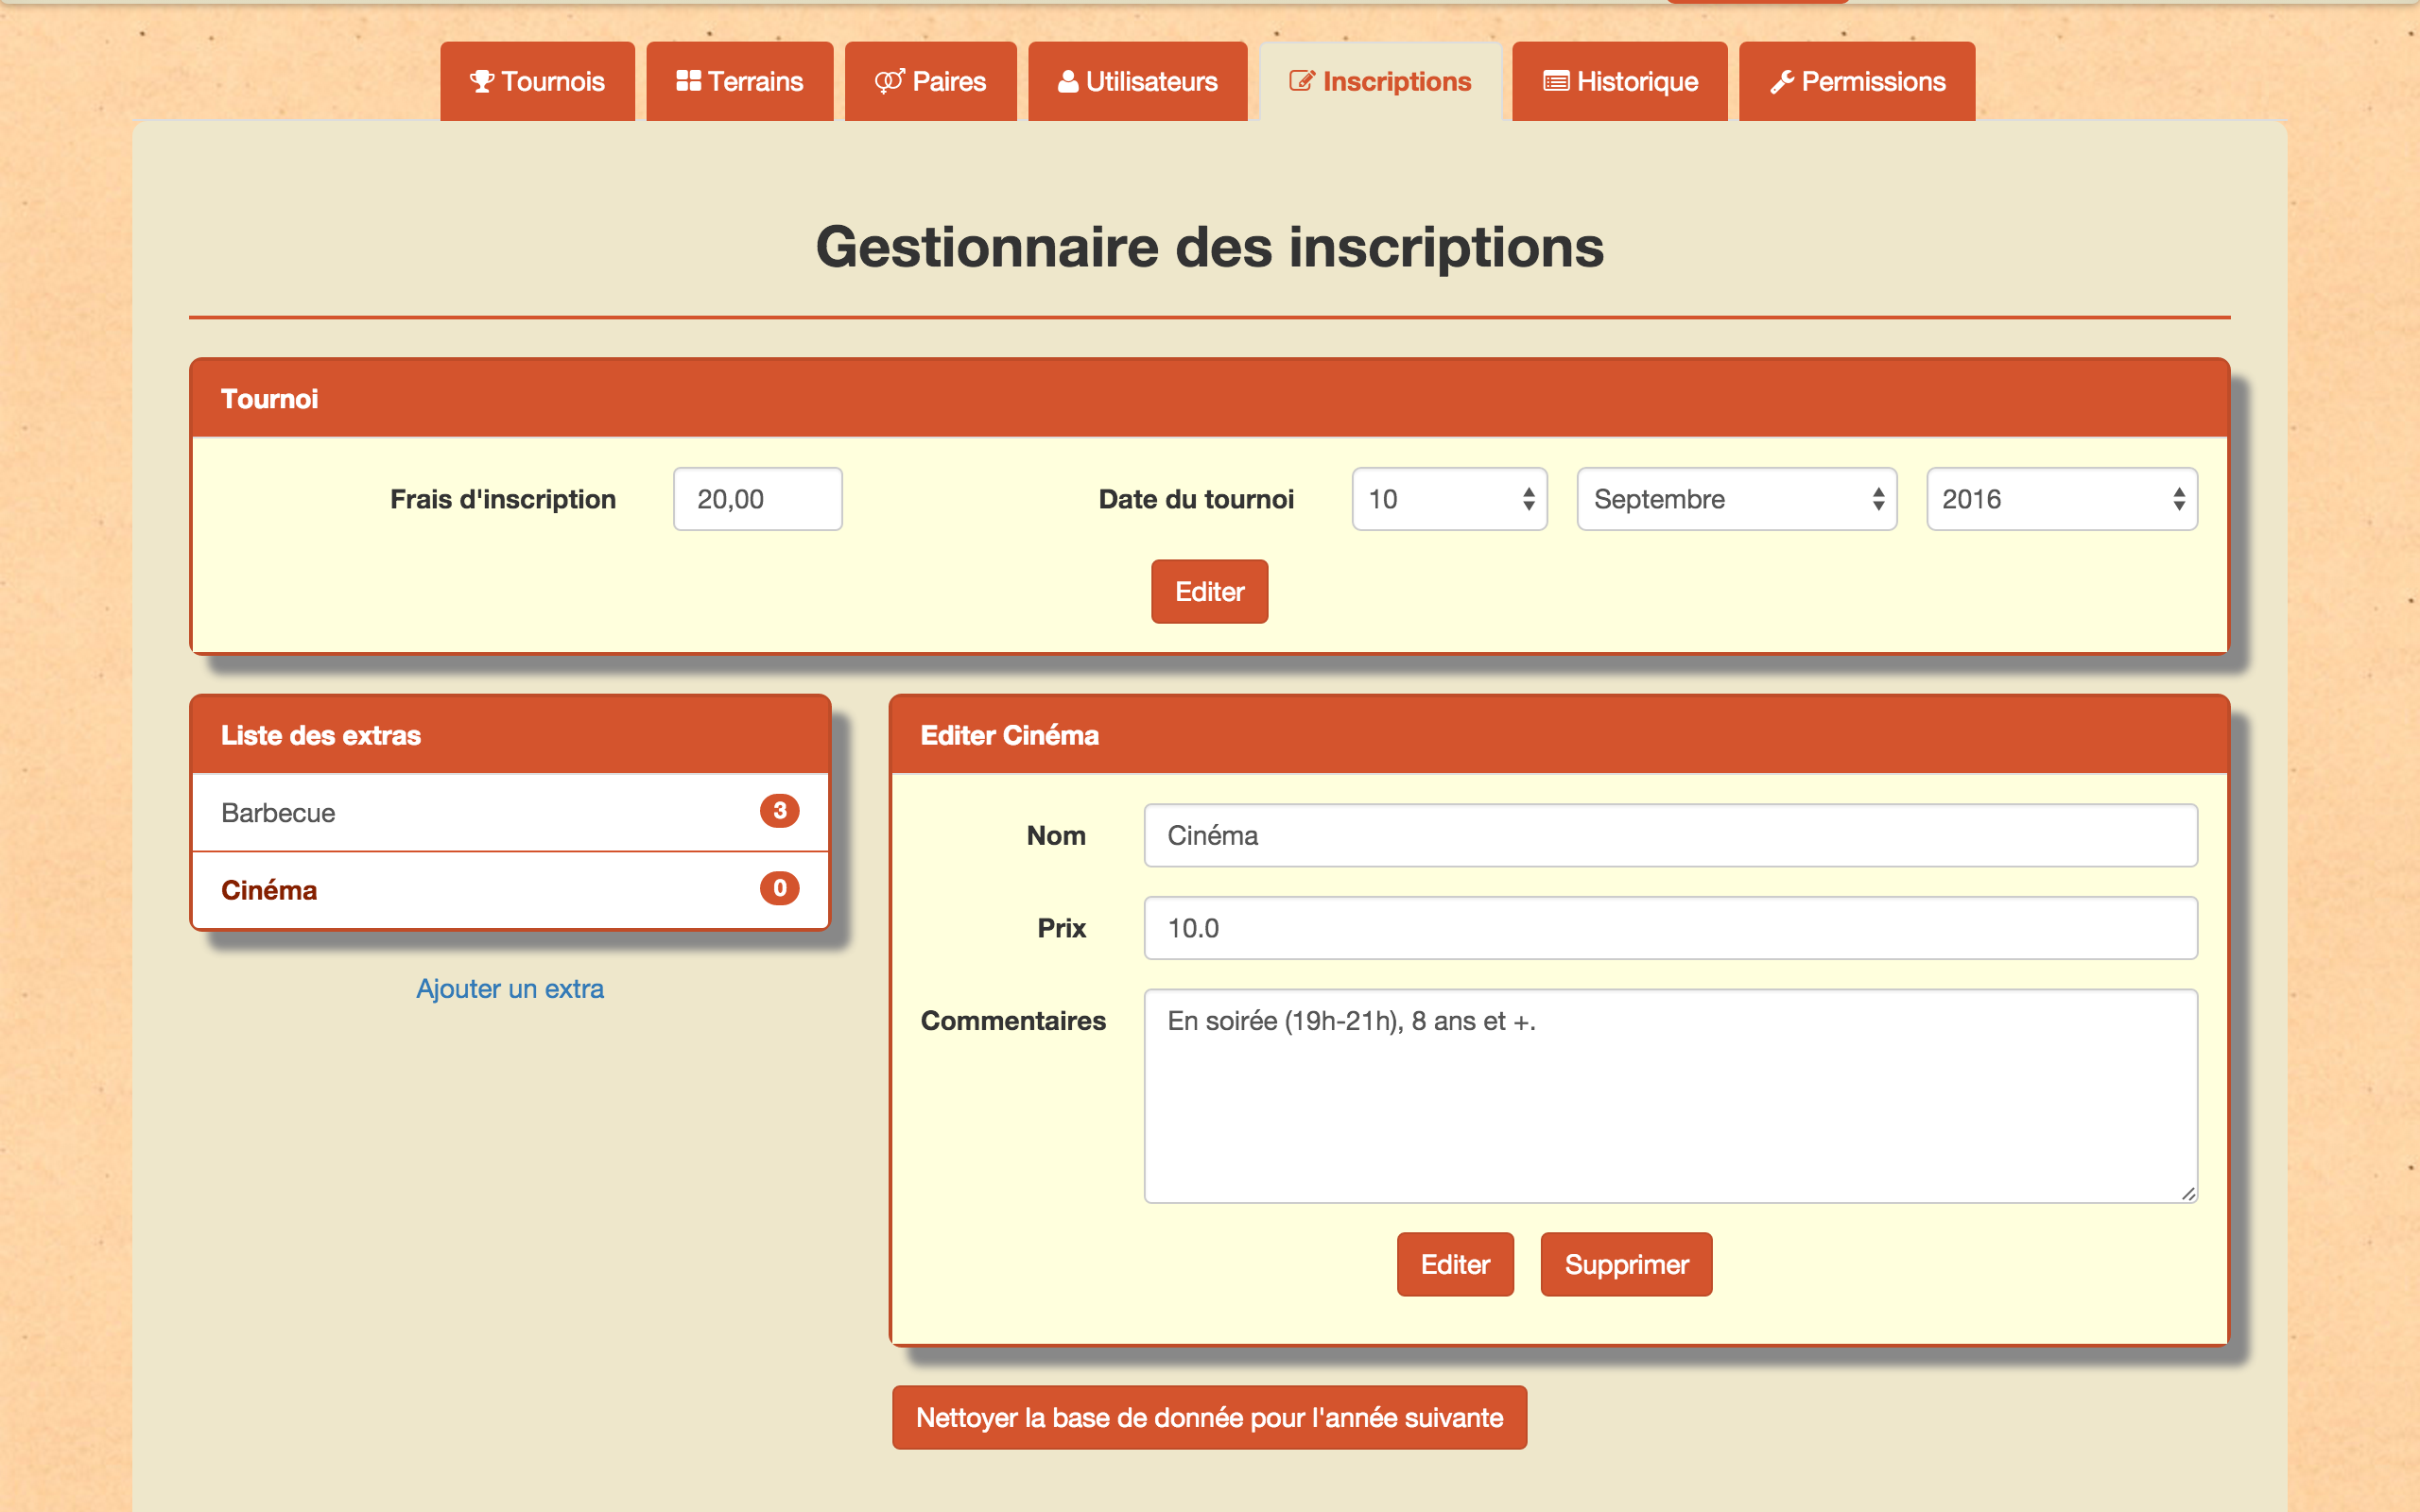 Tournois Terrains Paires Utilisateurs Inscriptions Historique Permissions
Gestionnaire des inscriptions
Tournoi
Frais d'inscription 20,00 Date du tournoi 10 Septembre 2016
Editer
Liste des extras
Barbecue 3
Cinéma 0
Ajouter un extra
Editer Cinéma
Nom Cinéma
Prix 10.0
Commentaires En soirée (19h-21h), 8 ans et +.
Editer Supprimer
Nettoyer la base de donnée pour l'année suivante